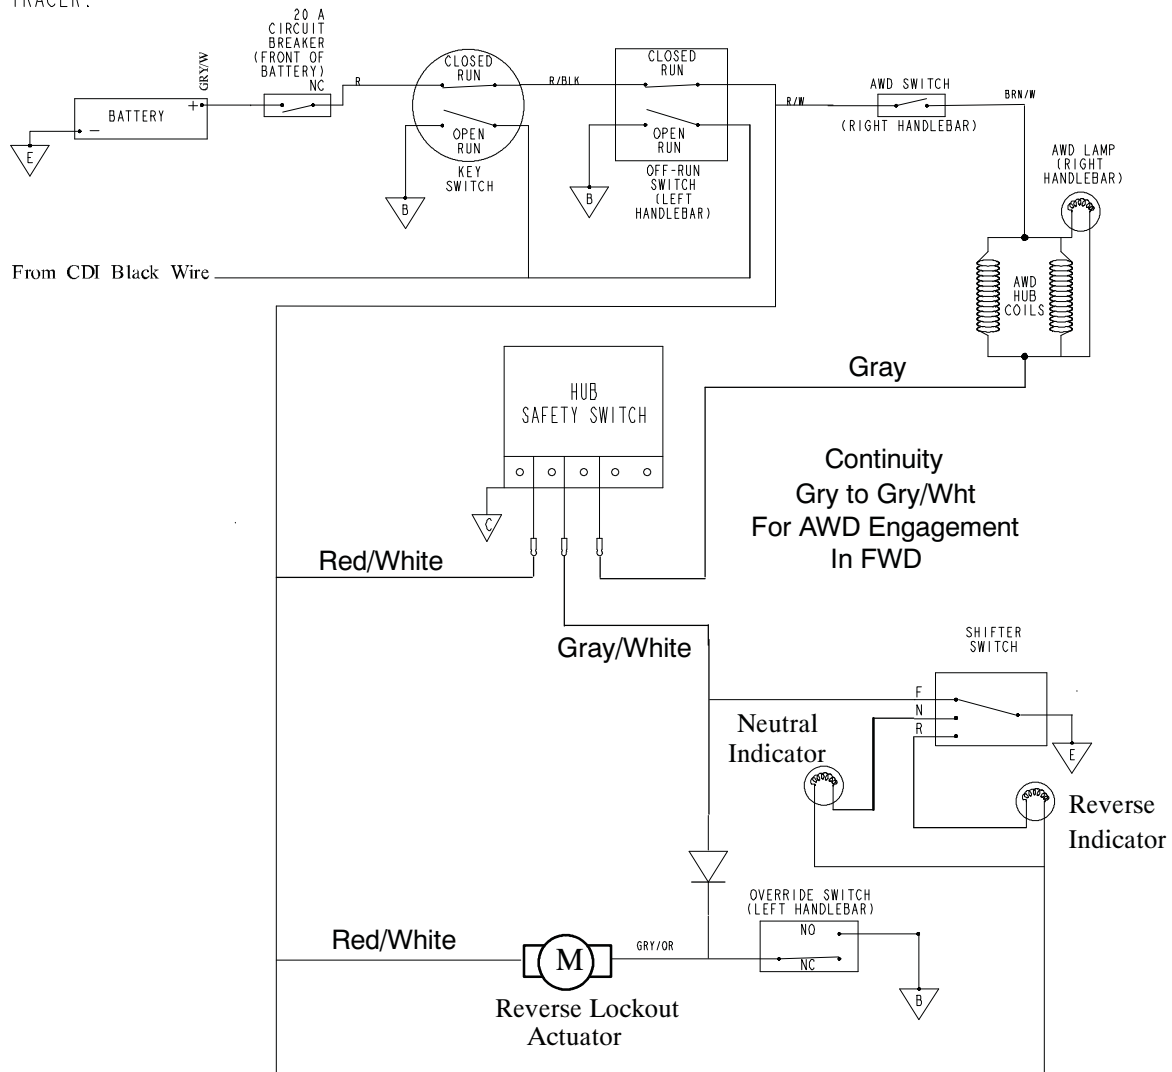 TRACER.
20 A
CIRCUIT
BREAKER
(FRONT OF
BATTERY)
NC
GRY/W
BATTERY
+
-
E
R
CLOSED
RUN
OPEN
RUN
KEY
SWITCH
B
R/BLK
CLOSED
RUN
OPEN
RUN
OFF-RUN
SWITCH
(LEFT
HANDLEBAR)
B
R/W
AWD SWITCH
(RIGHT HANDLEBAR)
BRN/W
AWD LAMP
(RIGHT
HANDLEBAR)
AWD
HUB
COILS
From CDI Black Wire
HUB
SAFETY SWITCH
C
Gray
Continuity
Gry to Gry/Wht
For AWD Engagement
In FWD
Red/White
Gray/White
SHIFTER
SWITCH
F
N
R
E
Neutral
Indicator
Reverse
Indicator
OVERRIDE SWITCH
(LEFT HANDLEBAR)
NO
NC
B
Red/White
M
GRY/OR
Reverse Lockout
Actuator